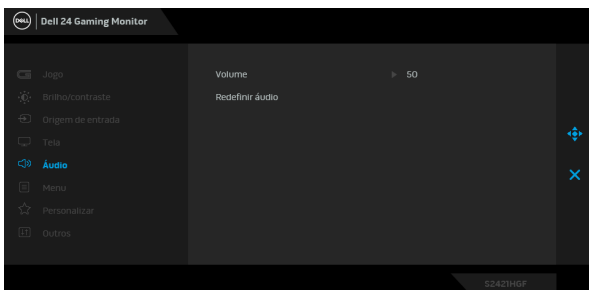 DELL Dell 24 Gaming Monitor
Jogo
Brilho/contraste
Origem de entrada
Tela
Áudio
Menu
Personalizar
Outros
Volume 50
Redefinir áudio
S2421HGF